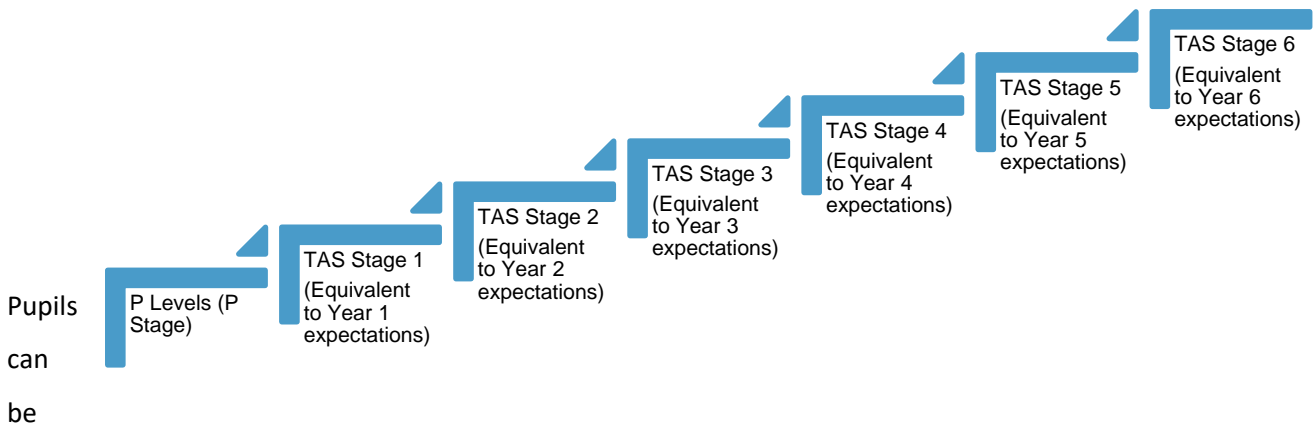 Pupils
can
be
P Levels (P
Stage)
TAS Stage 1
(Equivalent
to Year 1
expectations)
TAS Stage 2
(Equivalent
to Year 2
expectations)
TAS Stage 3
(Equivalent
to Year 3
expectations)
TAS Stage 4
(Equivalent
to Year 4
expectations)
TAS Stage 5
(Equivalent
to Year 5
expectations)
TAS Stage 6
(Equivalent
to Year 6
expectations)